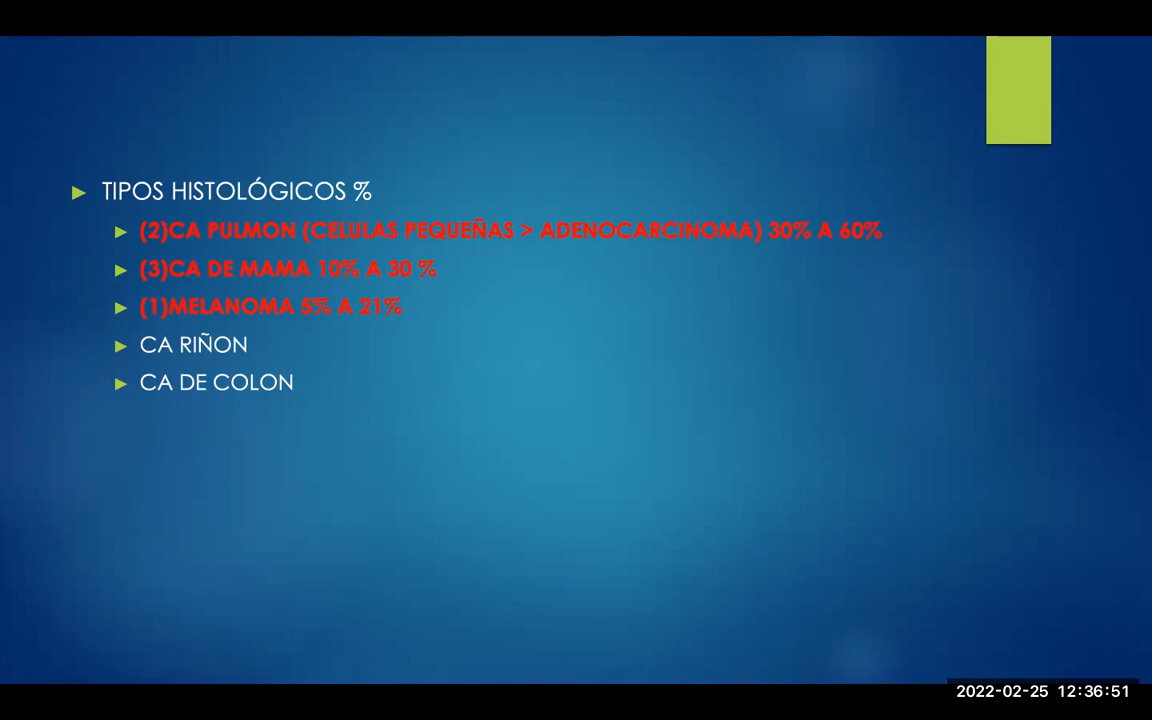 TIPOS HISTOLÓGICOS %
(2)CA PULMON (CELULAS PEQUEÑAS > ADENOCARCINOMA) 30% A 60%
(3)CA DE MAMA 10% A 30 %
(1)MELANOMA 5% A 21%
CA RIÑON
CA DE COLON
2022-02-25 12:36:51